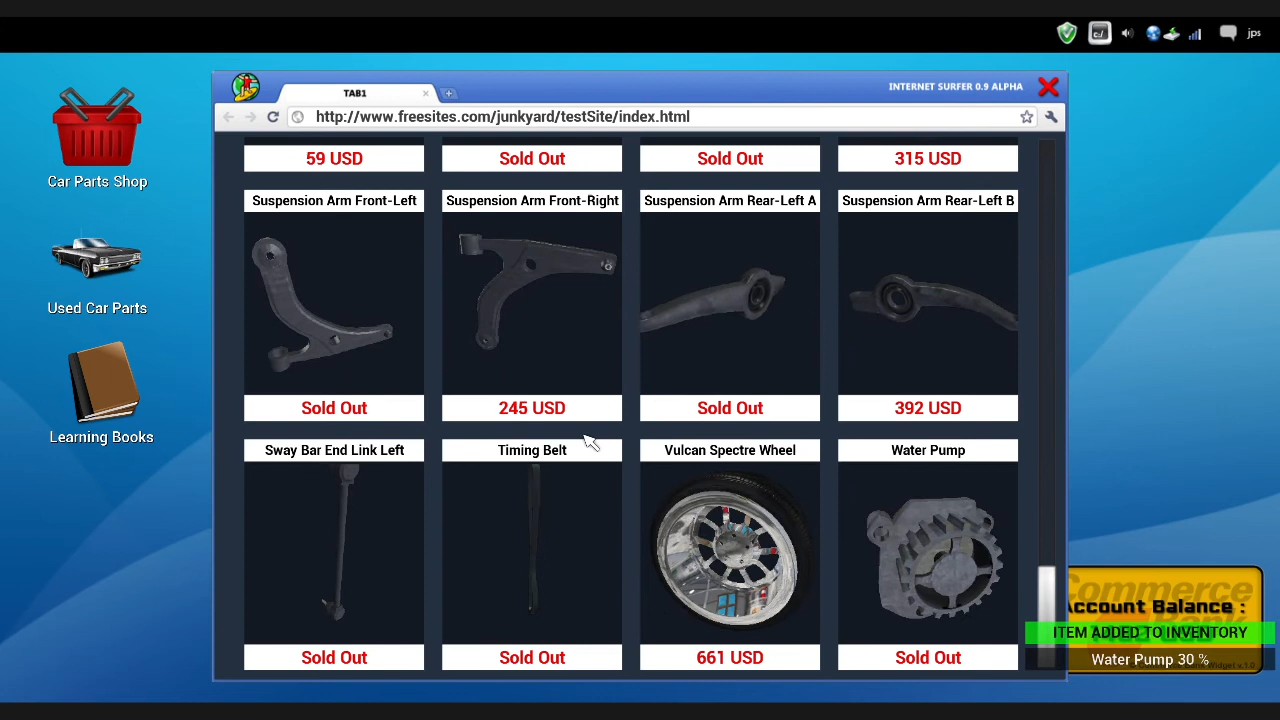 jps
TAB1
INTERNET SURFER 0.9 ALPHA
http://www.freesites.com/junkyard/testSite/index.html
Car Parts Shop
Used Car Parts
Learning Books
59 USD
Sold Out
Sold Out
315 USD
Suspension Arm Front-Left
Suspension Arm Front-Right
Suspension Arm Rear-Left A
Suspension Arm Rear-Left B
Sold Out
245 USD
Sold Out
392 USD
Sway Bar End Link Left
Timing Belt
Vulcan Spectre Wheel
Water Pump
Sold Out
Sold Out
661 USD
Sold Out
Commerce
Account Balance :
ITEM ADDED TO INVENTORY
Water Pump 30 %